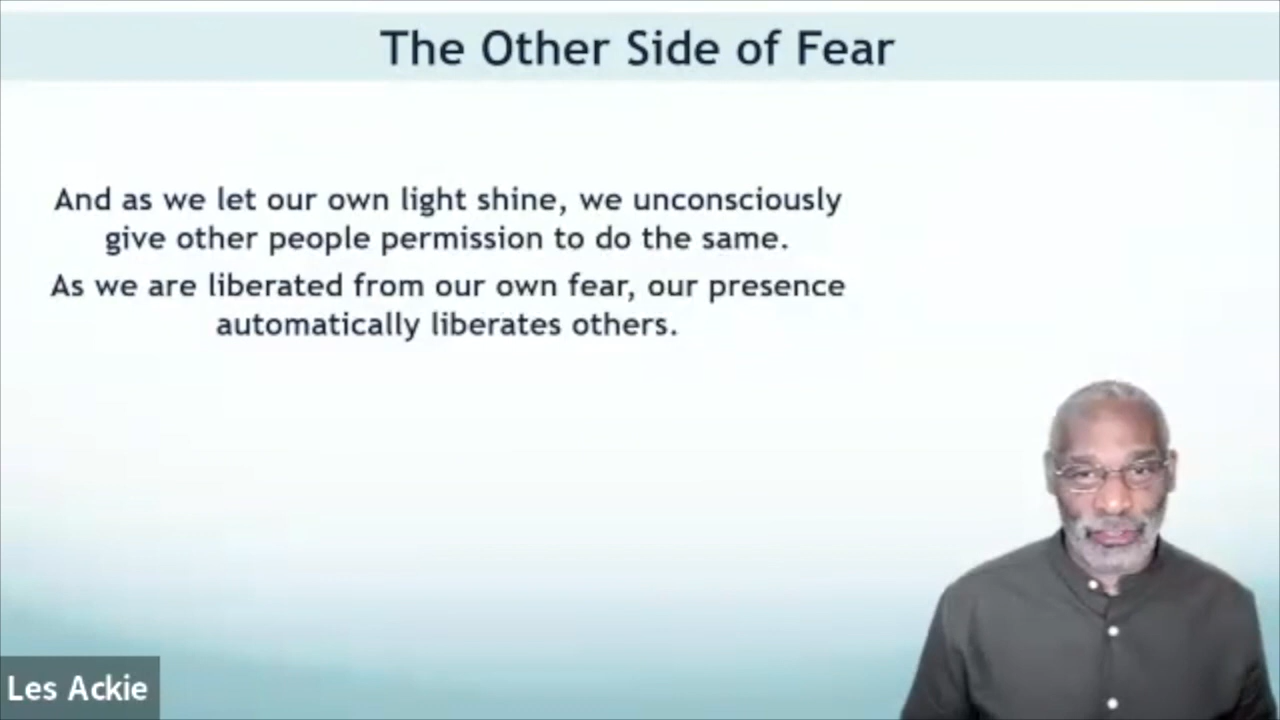 The Other Side of Fear
And as we let our own light shine, we unconsciously
give other people permission to do the same.
As we are liberated from our own fear, our presence
automatically liberates others.
Les Ackie